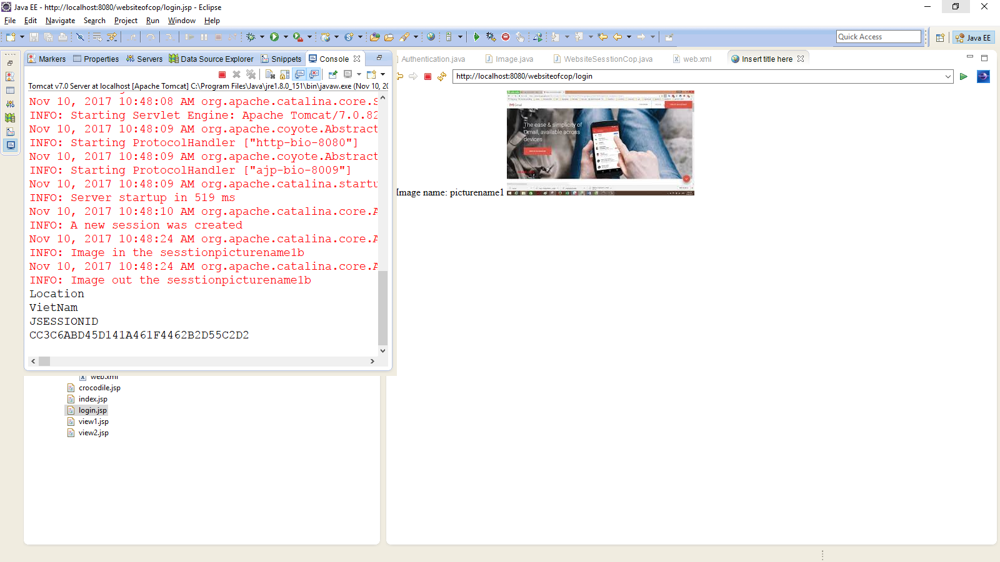 Java EE - http://localhost:8080/websiteofcop/login.jsp - Eclipse
File Edit Navigate Search Project Run Window Help
Quick Access
Java EE
Markers Properties Servers Data Source Explorer Snippets Console
Authentication.java Image.java WebsiteSesstionCop.java web.xml Insert title here
http://localhost:8080/websiteofcop/login
Tomcat v7.0 Server at localhost [Apache Tomcat] C:\Program Files\Java\jre1.8.0_151\bin\javaw.exe (Nov 10, 20
Nov 10, 2017 10:48:08 AM org.apache.catalina.core.S
INFO: Starting Servlet Engine: Apache Tomcat/7.0.82
Nov 10, 2017 10:48:09 AM org.apache.coyote.Abstract
INFO: Starting ProtocolHandler ["http-bio-8080"]
Nov 10, 2017 10:48:09 AM org.apache.coyote.Abstract
INFO: Starting ProtocolHandler ["ajp-bio-8009"]
Nov 10, 2017 10:48:09 AM org.apache.catalina.startu
INFO: Server startup in 519 ms
Nov 10, 2017 10:48:10 AM org.apache.catalina.core.A
INFO: A new session was created
Nov 10, 2017 10:48:24 AM org.apache.catalina.core.A
INFO: Image in the sesstionpicturename1b
Nov 10, 2017 10:48:24 AM org.apache.catalina.core.A
INFO: Image out the sesstionpicturename1b
Location
VietNam
JSESSIONID
CC3C6ABD45D141A461F4462B2D55C2D2
Gmail
The ease & simplicity of
Gmail, available across
devices
Image name: picturename1
web.xml
crocodile.jsp
index.jsp
login.jsp
view1.jsp
view2.jsp